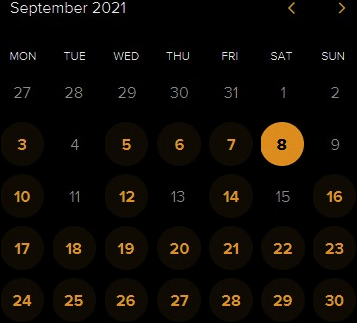 September 2021
MON TUE WED THU FRI SAT SUN
27 28 29 30 31 1 2
3 4 5 6 7 8 9
10 11 12 13 14 15 16
17 18 19 20 21 22 23
24 25 26 27 28 29 30